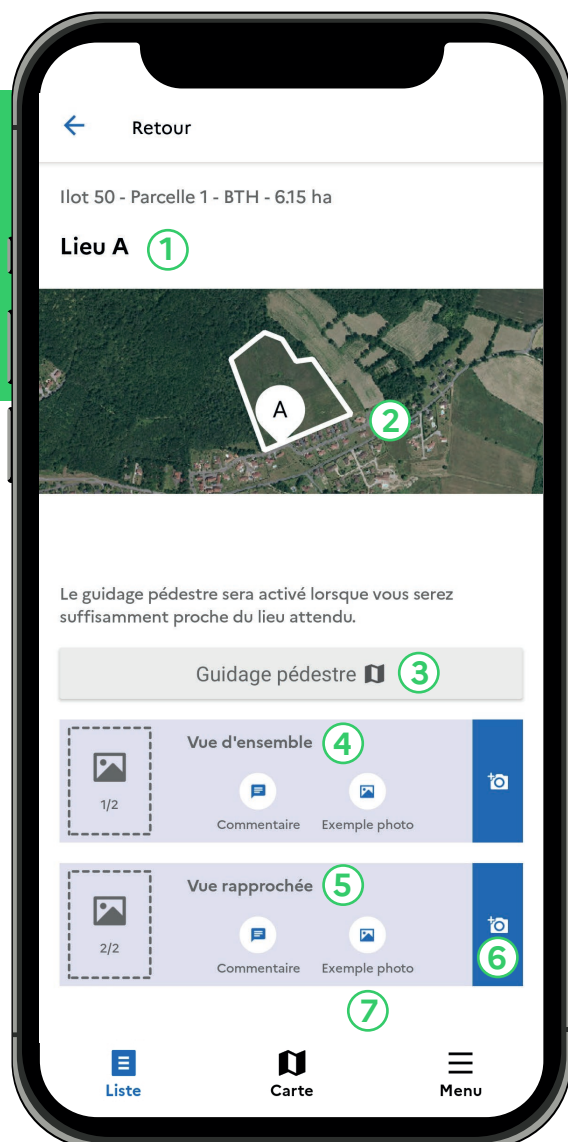 Retour
Ilot 50 - Parcelle 1 - BTH - 6.15 ha
Lieu A 1
A
2
Le guidage pédestre sera activé lorsque vous serez
suffisamment proche du lieu attendu.
Guidage pédestre 3
Vue d'ensemble 4
1/2
Commentaire Exemple photo
Vue rapprochée 5
2/2
6
Commentaire Exemple photo
7
Liste Carte Menu